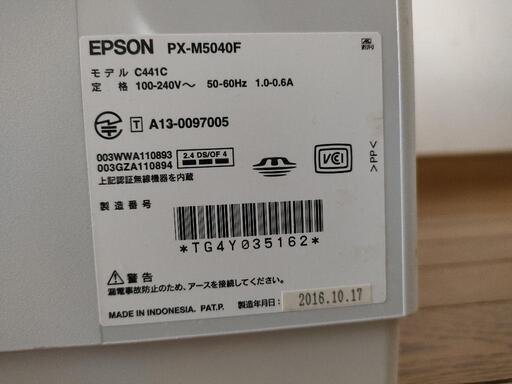 EPSON PX-M5040F
モデル C441C
定 格 100-240V～ 50-60Hz 1.0-0.6A
T A13-0097005
003WWA110893
003GZA110894
2.4 DS/OF 4
上記認証無線機器を内蔵
VCI
>PP<
製造番号
*TG4Y035162*
警告
漏電事故防止のため、アースを接続してください。
MADE IN INDONESIA. PAT.P. 製造年月日: 2016.10.17